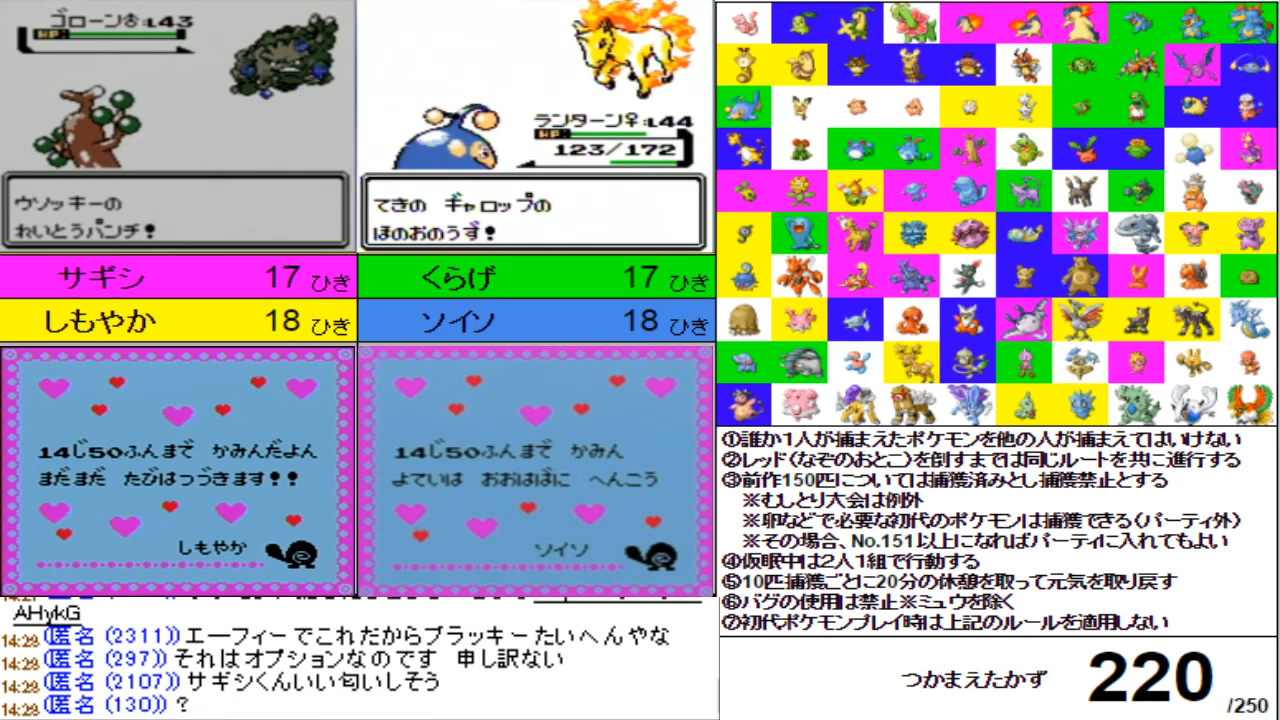 ゴローン♂:L43
HP:
ウソッキーの
れいとうパンチ!
ランターン♀:L44
HP:
123/172
てきの ギャロップの
ほのおのうず!
サギシ 17 ひき
くらげ 17 ひき
しもやか 18 ひき
ソイソ 18 ひき
14じ50ふんまで かみんだよん
まだまだ たびはつづきます!!
しもやか
14じ50ふんまで かみん
よていは おおはばに へんこう
ソイソ
AHykG
14:28 (匿名 (2311)) エーフィーでこれだからブラッキーたいへんやな
14:28 (匿名 (297)) それはオプションなのです 申し訳ない
14:28 (匿名 (2107)) サギシくんいい匂いしそう
14:28 (匿名 (130)) ?
①誰か1人が捕まえたポケモンを他の人が捕まえてはいけない
②レッド(なぞのおとこ)を倒すまでは同じルートを共に進行する
③前作150匹については捕獲済みとし捕獲禁止とする
※むしとり大会は例外
※卵などで必要な初代のポケモンは捕獲できる(パーティ外)
※その場合、No.151以上になればパーティに入れてもよい
④仮眠中は2人1組で行動する
⑤10匹捕獲ごとに20分の休憩を取って元気を取り戻す
⑥バグの使用は禁止※ミュウを除く
⑦初代ポケモンプレイ時は上記のルールを適用しない
つかまえたかず 220 /250